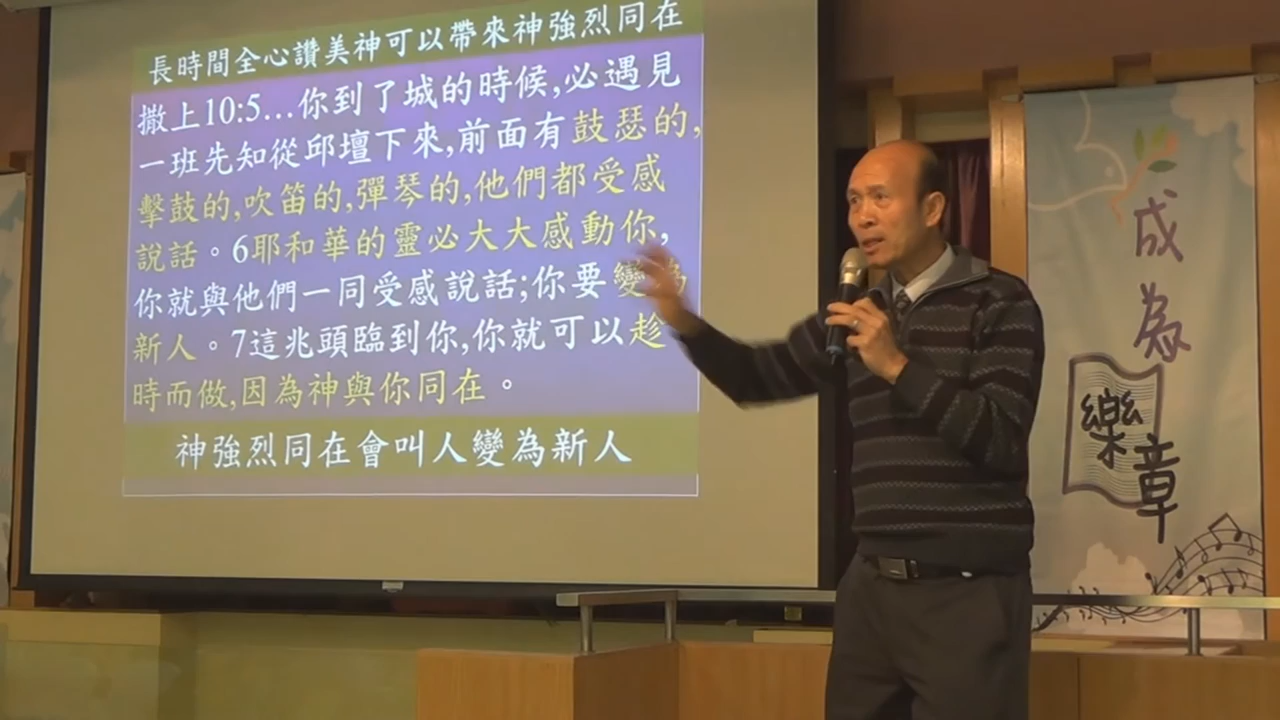 長時間全心讚美神可以帶來神強烈同在
撒上10:5…你到了城的時候,必遇見
一班先知從邱壇下來,前面有鼓瑟的,
擊鼓的,吹笛的,彈琴的,他們都受感
說話。6耶和華的靈必大大感動你,
你就與他們一同受感說話;你要變為
新人。7這兆頭臨到你,你就可以趁
時而做,因為神與你同在。
神強烈同在會叫人變為新人
成為
樂章